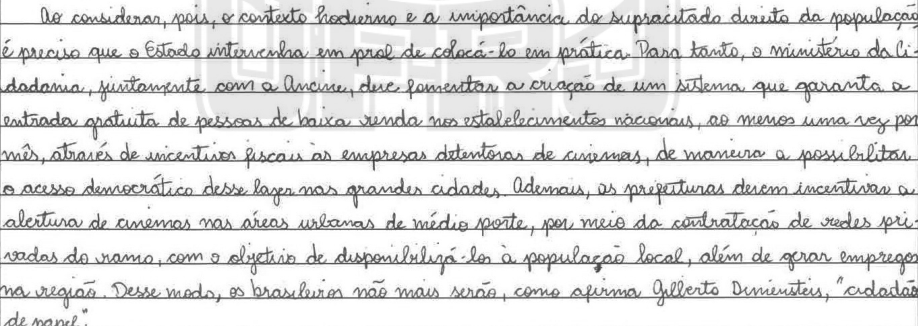 Ao considerar, pois, o contexto hodierno e a importância do supracitado direito da população
é preciso que o Estado intervenha em prol de colocá-lo em prática. Para tanto, o ministério da Ci-
dadania, juntamente com a Ancine, deve fomentar a criação de um sistema que garanta a
entrada gratuita de pessoas de baixa renda nos estabelecimentos nacionais, ao menos uma vez por
mês, através de incentivos fiscais às empresas detentoras de cinemas, de maneira a possibilitar
o acesso democrático desse lazer nas grandes cidades. Ademais, as prefeituras devem incentivar a
abertura de cinemas nas áreas urbanas de médio porte, por meio da contratação de redes pri-
vadas do ramo, com o objetivo de disponibilizá-los à população local, além de gerar empregos
na região. Desse modo, os brasileiros não mais serão, como afirma Gilberto Dimenstein, "cidadãos
de papel".